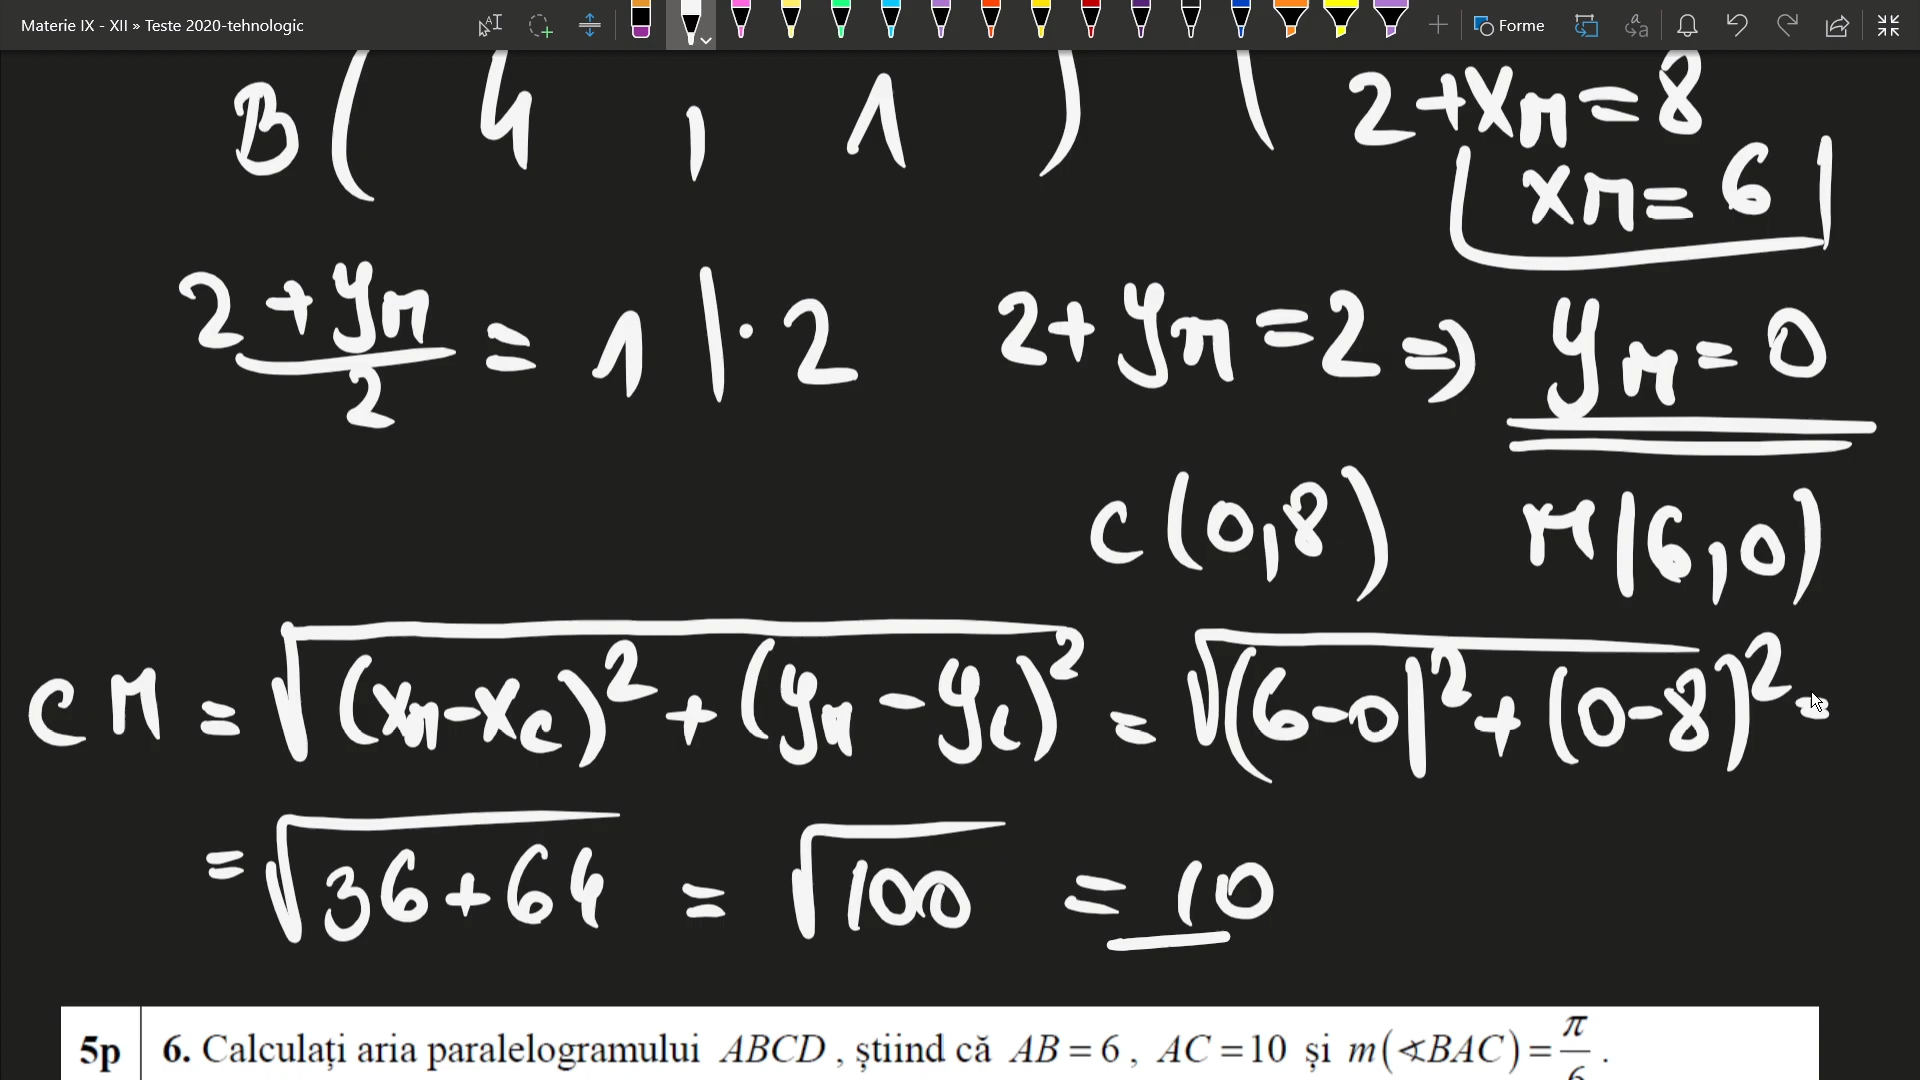 Materie IX - XII » Teste 2020-tehnologic
Forme
B ( 4 , 1 )
2+xM=8
xM=6
(2+yM)/2 = 1 |·2
2+yM=2 ⇒ yM=0
C(0,8) M(6,0)
CM = √((xM-xC)² + (yM-yC)²) = √((6-0)²+(0-8)²) =
= √(36+64) = √100 = 10
5p 6. Calculați aria paralelogramului ABCD, știind că AB = 6, AC = 10 și m(∢BAC) = π/6.